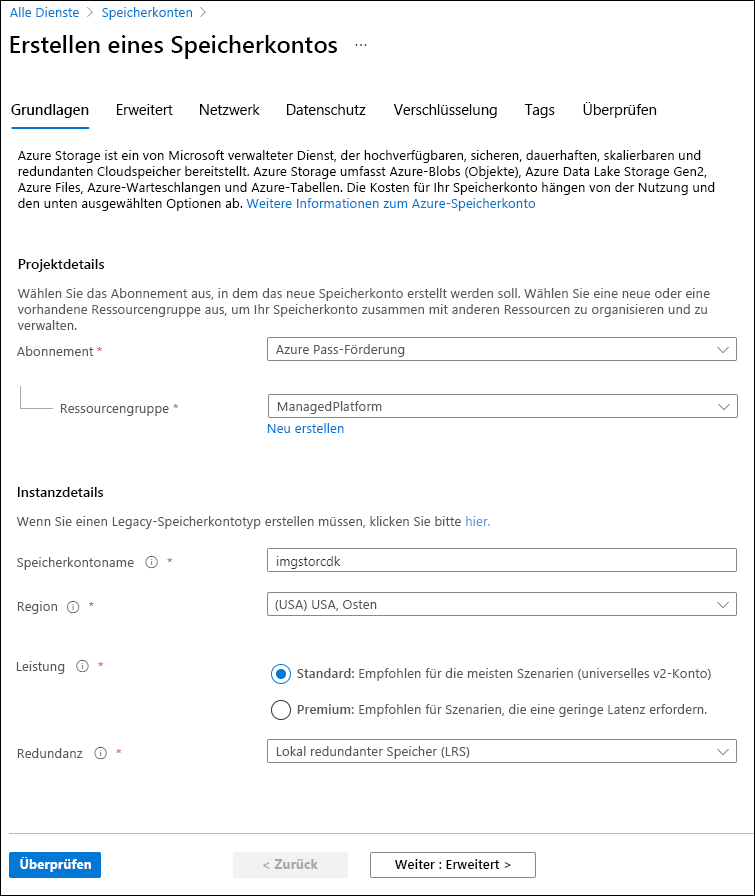 Alle Dienste > Speicherkonten >
Erstellen eines Speicherkontos ...
Grundlagen Erweitert Netzwerk Datenschutz Verschlüsselung Tags Überprüfen
Azure Storage ist ein von Microsoft verwalteter Dienst, der hochverfügbaren, sicheren, dauerhaften, skalierbaren und
redundanten Cloudspeicher bereitstellt. Azure Storage umfasst Azure-Blobs (Objekte), Azure Data Lake Storage Gen2,
Azure Files, Azure-Warteschlangen und Azure-Tabellen. Die Kosten für Ihr Speicherkonto hängen von der Nutzung und
den unten ausgewählten Optionen ab. Weitere Informationen zum Azure-Speicherkonto
Projektdetails
Wählen Sie das Abonnement aus, in dem das neue Speicherkonto erstellt werden soll. Wählen Sie eine neue oder eine
vorhandene Ressourcengruppe aus, um Ihr Speicherkonto zusammen mit anderen Ressourcen zu organisieren und zu
verwalten.
Abonnement * Azure Pass-Förderung
Ressourcengruppe * ManagedPlatform
Neu erstellen
Instanzdetails
Wenn Sie einen Legacy-Speicherkontotyp erstellen müssen, klicken Sie bitte hier.
Speicherkontoname * imgstorcdk
Region * (USA) USA, Osten
Leistung * Standard: Empfohlen für die meisten Szenarien (universelles v2-Konto)
Premium: Empfohlen für Szenarien, die eine geringe Latenz erfordern.
Redundanz * Lokal redundanter Speicher (LRS)
Überprüfen < Zurück Weiter : Erweitert >